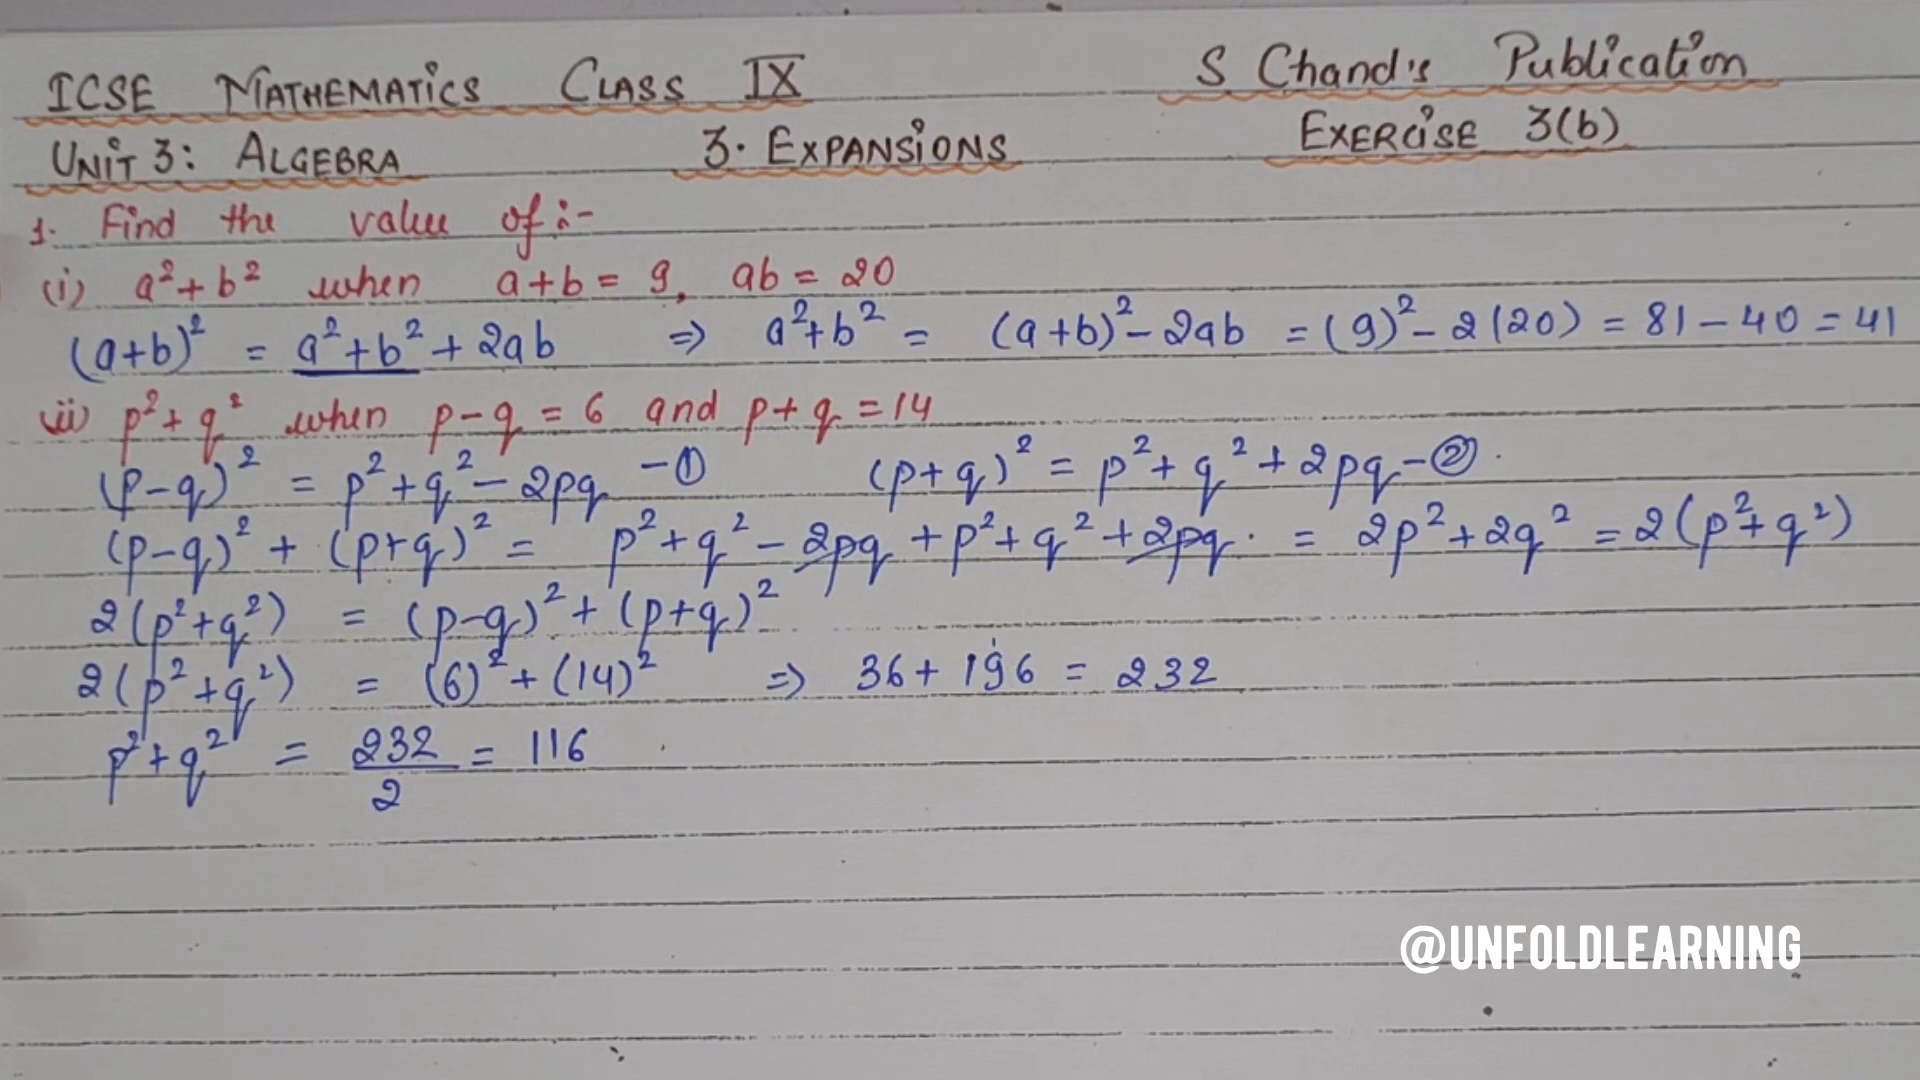 ICSE MATHEMATICS CLASS IX S Chand's Publication
UNIT 3: ALGEBRA 3. EXPANSIONS EXERCISE 3(b)
1. Find the value of :-
(i) a²+b² when a+b = 9, ab = 20
(a+b)² = a²+b²+2ab ⇒ a²+b² = (a+b)²-2ab = (9)²-2(20) = 81-40 = 41
(ii) p²+q² when p-q = 6 and p+q = 14
(p-q)² = p²+q²-2pq -① (p+q)² = p²+q²+2pq-②.
(p-q)² + (p+q)² = p²+q²-2pq+p²+q²+2pq. = 2p²+2q² = 2(p²+q²)
2(p²+q²) = (p-q)²+(p+q)²
2(p²+q²) = (6)²+(14)² ⇒ 36+196 = 232
p²+q² = 232/2 = 116
@UNFOLDLEARNING